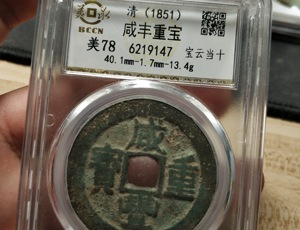 清 (1851)
咸丰重宝
BCCN
美78 6219147 宝云当十
40.1mm-1.7mm-13.4g
咸
寶 重
豐